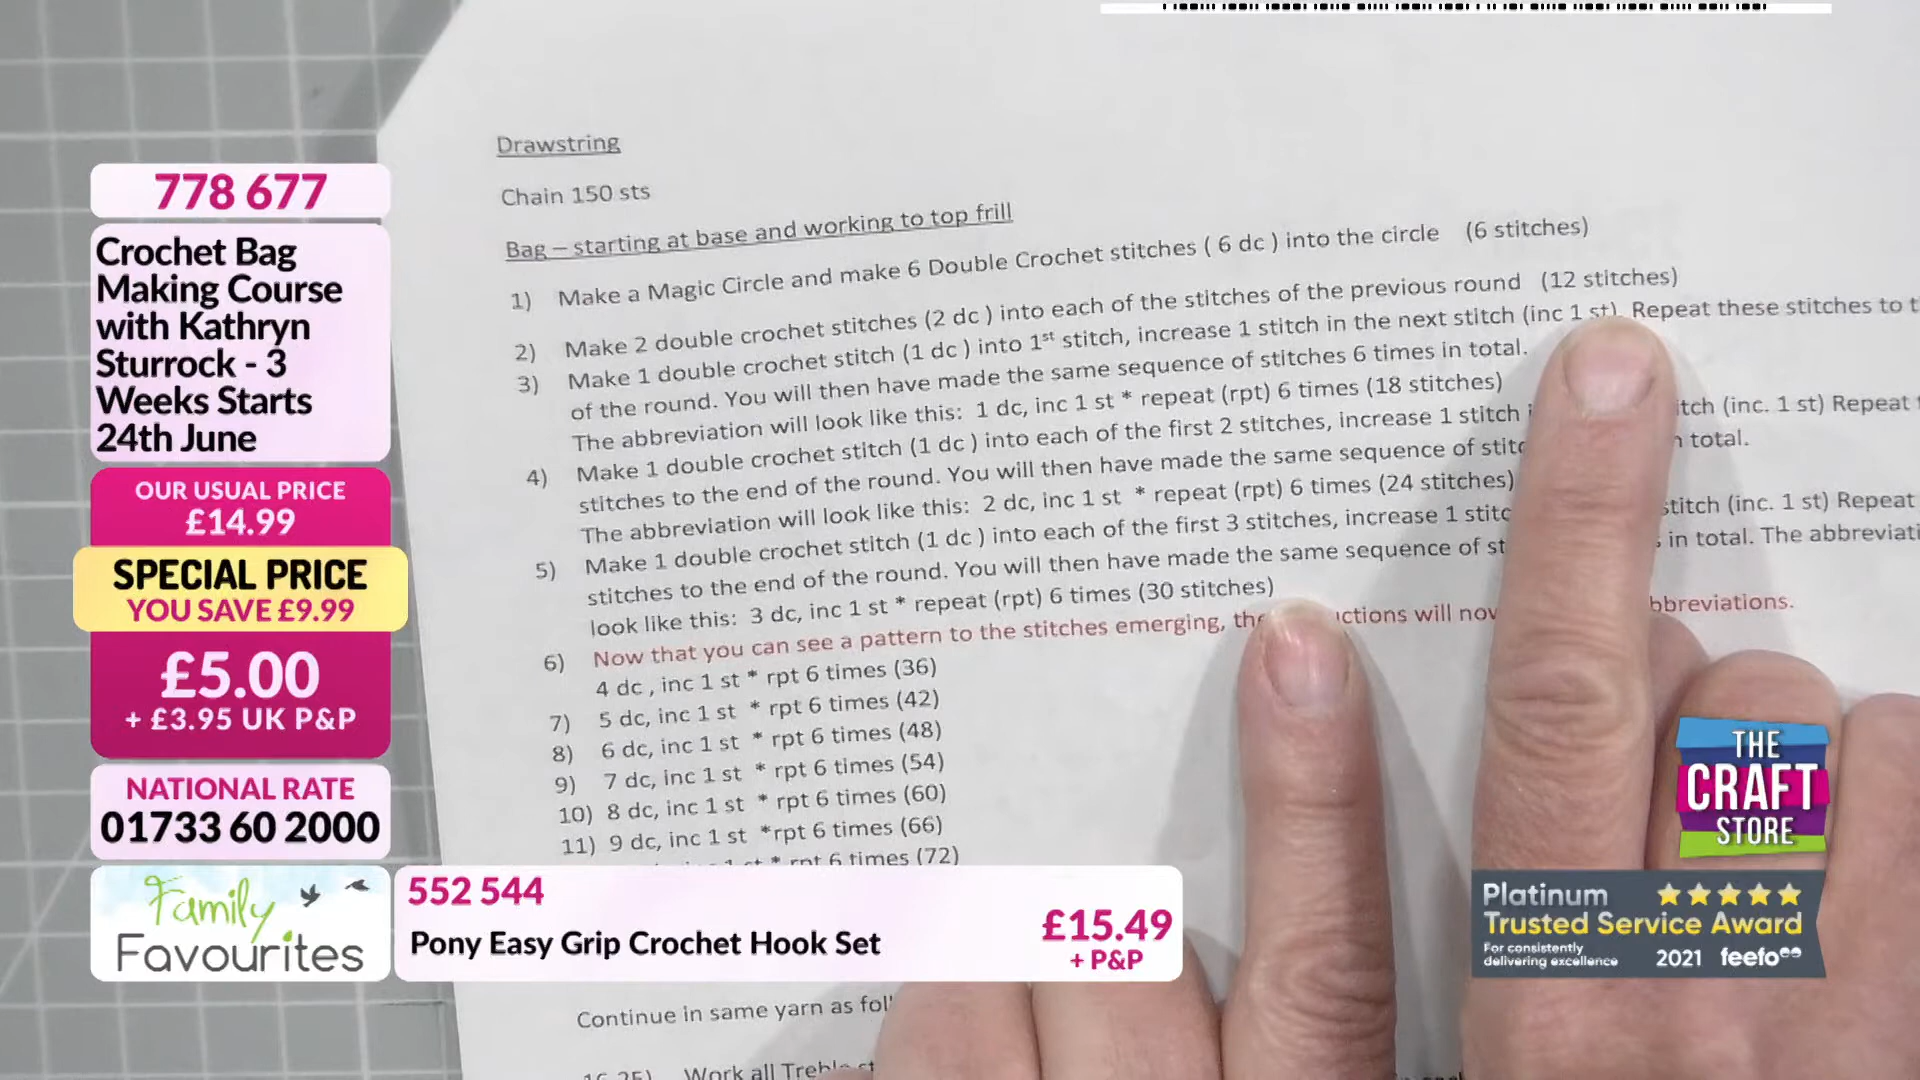 Drawstring
Chain 150 sts
Bag – starting at base and working to top frill
1) Make a Magic Circle and make 6 Double Crochet stitches ( 6 dc ) into the circle (6 stitches)
2) Make 2 double crochet stitches (2 dc ) into each of the stitches of the previous round (12 stitches)
3) Make 1 double crochet stitch (1 dc ) into 1st stitch, increase 1 stitch in the next stitch (inc 1 st). Repeat these stitches to
of the round. You will then have made the same sequence of stitches 6 times in total.
The abbreviation will look like this: 1 dc, inc 1 st * repeat (rpt) 6 times (18 stitches)
4) Make 1 double crochet stitch (1 dc ) into each of the first 2 stitches, increase 1 stitch (inc. 1 st) Repeat
stitches to the end of the round. You will then have made the same sequence of total.
The abbreviation will look like this: 2 dc, inc 1 st * repeat (rpt) 6 times (24 stitches)
5) Make 1 double crochet stitch (1 dc ) into each of the first 3 stitches, increase 1 stitch (inc. 1 st) Repeat
stitches to the end of the round. You will then have made the same sequence of in total. The
look like this: 3 dc, inc 1 st * repeat (rpt) 6 times (30 stitches)
Now that you can see a pattern to the stitches emerging, will
6) 4 dc , inc 1 st * rpt 6 times (36)
7) 5 dc, inc 1 st * rpt 6 times (42)
8) 6 dc, inc 1 st * rpt 6 times (48)
9) 7 dc, inc 1 st * rpt 6 times (54)
10) 8 dc, inc 1 st * rpt 6 times (60)
11) 9 dc, inc 1 st *rpt 6 times (66)
1 st * rpt 6 times (72)
Continue in same yarn as
Work all
778 677
Crochet Bag
Making Course
with Kathryn
Sturrock - 3
Weeks Starts
24th June
OUR USUAL PRICE
£14.99
SPECIAL PRICE
YOU SAVE £9.99
£5.00
+ £3.95 UK P&P
NATIONAL RATE
01733 60 2000
Family
Favourites
552 544
Pony Easy Grip Crochet Hook Set
£15.49
+ P&P
THE
CRAFT
STORE
Platinum
Trusted Service Award
For consistently
delivering excellence
2021 feefo